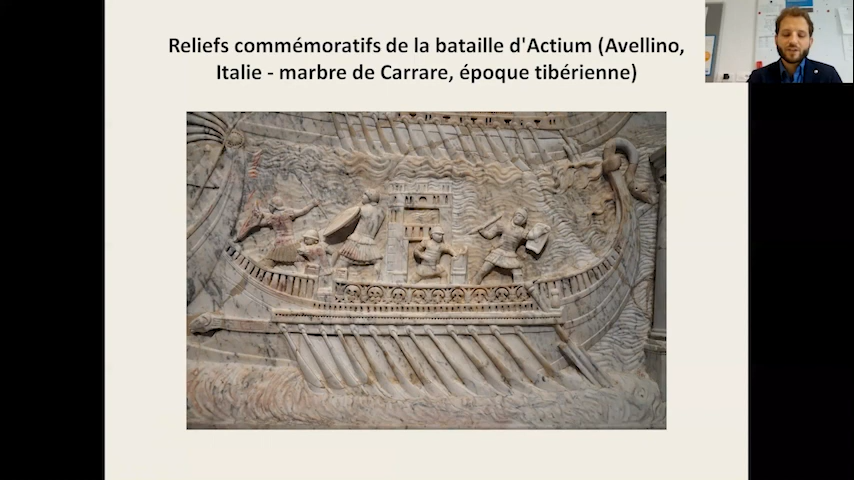 Reliefs commémoratifs de la bataille d'Actium (Avellino,
Italie - marbre de Carrare, époque tibérienne)